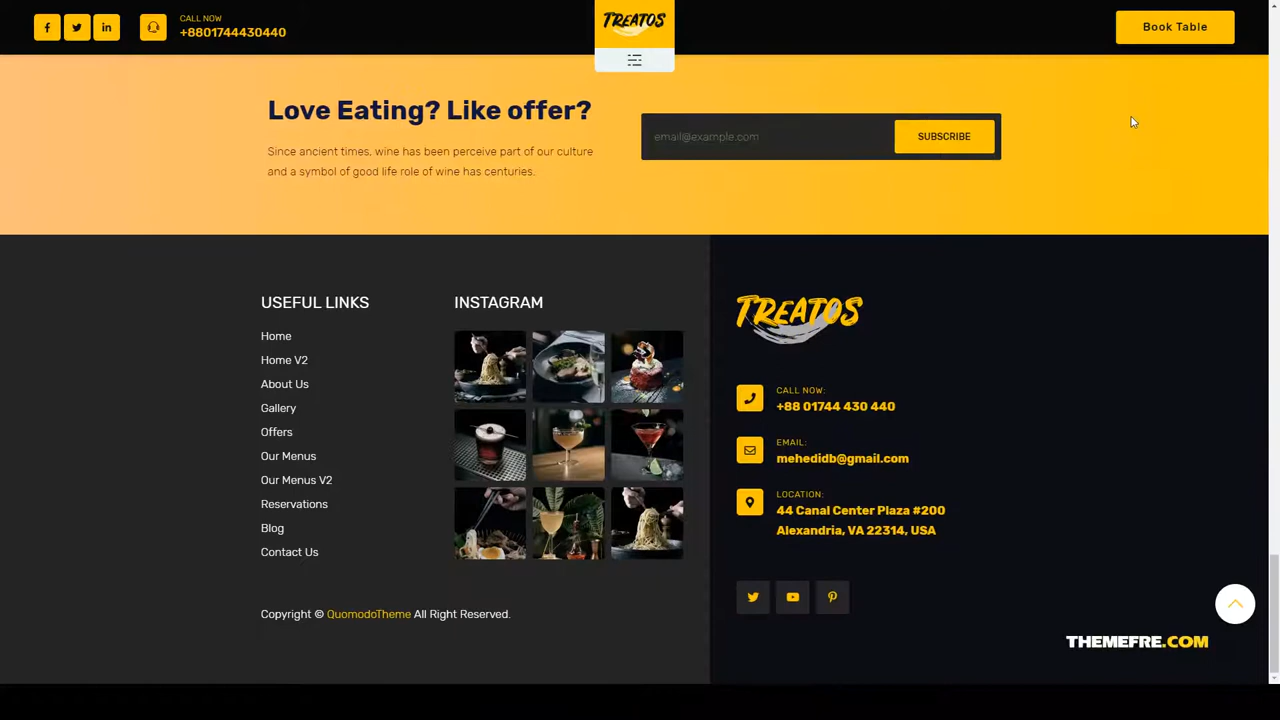 CALL NOW
+8801744430440
TREATOS
Book Table
Love Eating? Like offer?
Since ancient times, wine has been perceive part of our culture
and a symbol of good life role of wine has centuries.
email@example.com
SUBSCRIBE
USEFUL LINKS
Home
Home V2
About Us
Gallery
Offers
Our Menus
Our Menus V2
Reservations
Blog
Contact Us
INSTAGRAM
TREATOS
CALL NOW:
+88 01744 430 440
EMAIL:
mehedidb@gmail.com
LOCATION:
44 Canal Center Plaza #200
Alexandria, VA 22314, USA
Copyright © QuomodoTheme All Right Reserved.
THEMEFRE.COM